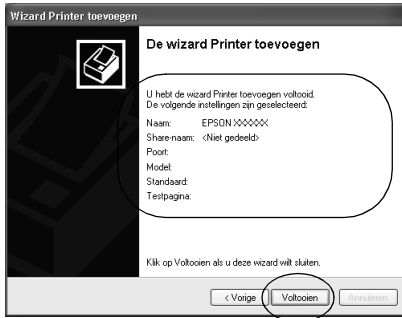 Wizard Printer toevoegen
De wizard Printer toevoegen
U hebt de wizard Printer toevoegen voltooid.
De volgende instellingen zijn geselecteerd:
Naam: EPSON XXXXXX
Share-naam: <Niet gedeeld>
Poort:
Model:
Standaard:
Testpagina:
Klik op Voltooien als u deze wizard wilt sluiten.
< Vorige Voltooien Annuleren